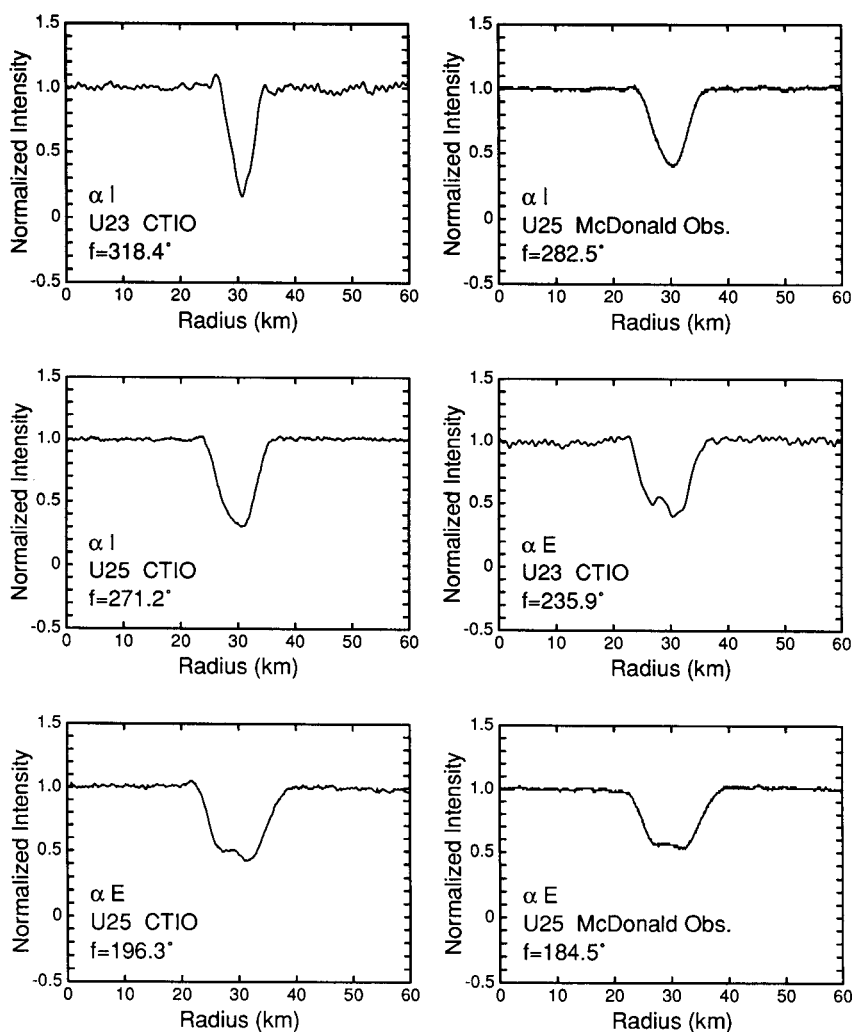 1.5
1.0
0.5
0
-0.5
Normalized Intensity
α I
U23 CTIO
f=318.4°
0 10 20 30 40 50 60
Radius (km)
1.5
1.0
0.5
0
-0.5
Normalized Intensity
α I
U25 McDonald Obs.
f=282.5°
0 10 20 30 40 50 60
Radius (km)
1.5
1.0
0.5
0
-0.5
Normalized Intensity
α I
U25 CTIO
f=271.2°
0 10 20 30 40 50 60
Radius (km)
1.5
1.0
0.5
0
-0.5
Normalized Intensity
α E
U23 CTIO
f=235.9°
0 10 20 30 40 50 60
Radius (km)
1.5
1.0
0.5
0
-0.5
Normalized Intensity
α E
U25 CTIO
f=196.3°
0 10 20 30 40 50 60
Radius (km)
1.5
1.0
0.5
0
-0.5
Normalized Intensity
α E
U25 McDonald Obs.
f=184.5°
0 10 20 30 40 50 60
Radius (km)